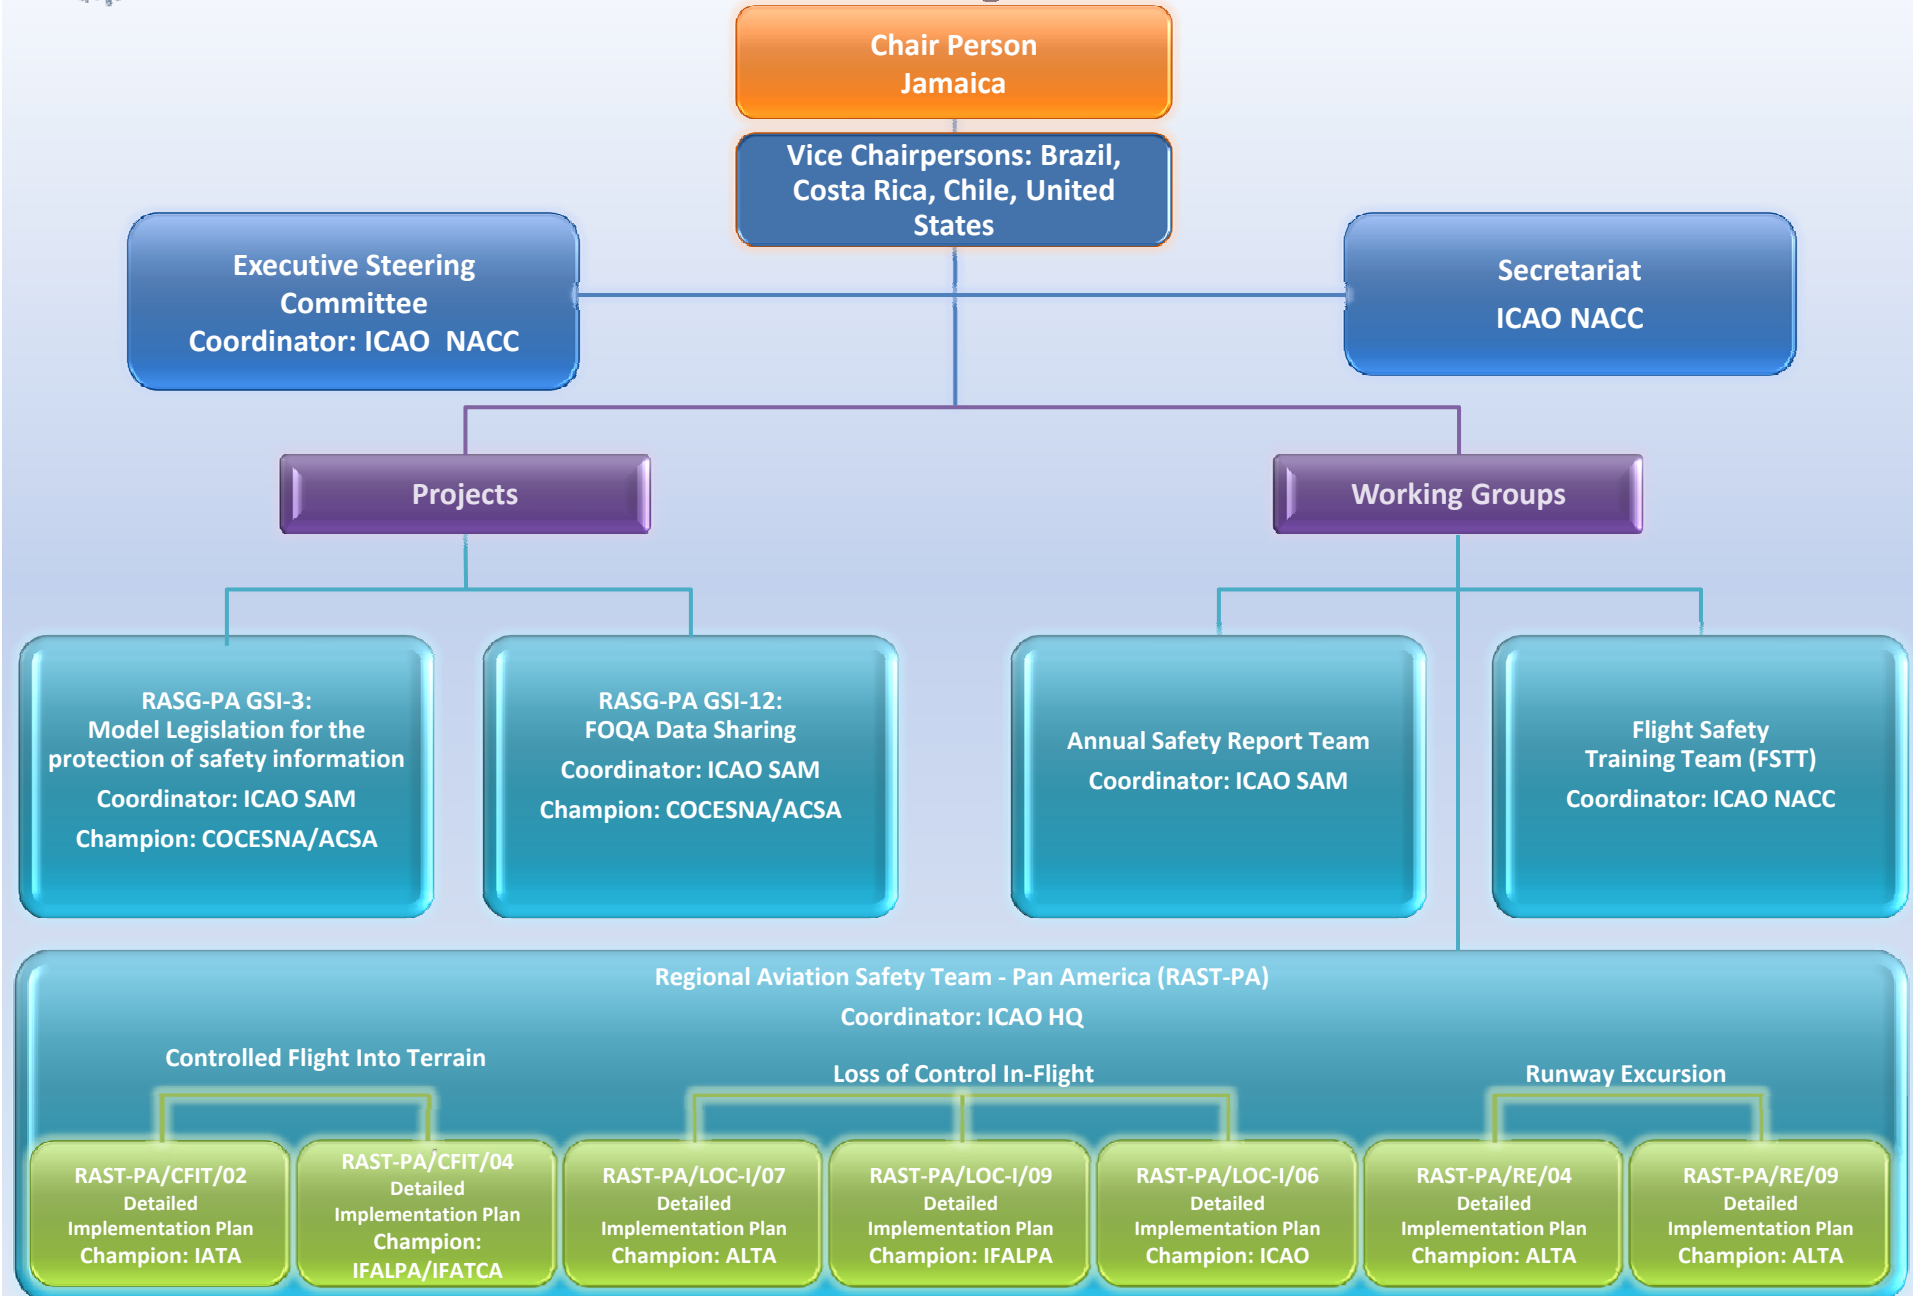 Chair Person
Jamaica
Vice Chairpersons: Brazil,
Costa Rica, Chile, United
States
Executive Steering
Committee
Coordinator: ICAO NACC
Secretariat
ICAO NACC
Projects
Working Groups
RASG-PA GSI-3:
Model Legislation for the
protection of safety information
Coordinator: ICAO SAM
Champion: COCESNA/ACSA
RASG-PA GSI-12:
FOQA Data Sharing
Coordinator: ICAO SAM
Champion: COCESNA/ACSA
Annual Safety Report Team
Coordinator: ICAO SAM
Flight Safety
Training Team (FSTT)
Coordinator: ICAO NACC
Regional Aviation Safety Team - Pan America (RAST-PA)
Coordinator: ICAO HQ
Controlled Flight Into Terrain
Loss of Control In-Flight
Runway Excursion
RAST-PA/CFIT/02
Detailed
Implementation Plan
Champion: IATA
RAST-PA/CFIT/04
Detailed
Implementation Plan
Champion:
IFALPA/IFATCA
RAST-PA/LOC-I/07
Detailed
Implementation Plan
Champion: ALTA
RAST-PA/LOC-I/09
Detailed
Implementation Plan
Champion: IFALPA
RAST-PA/LOC-I/06
Detailed
Implementation Plan
Champion: ICAO
RAST-PA/RE/04
Detailed
Implementation Plan
Champion: ALTA
RAST-PA/RE/09
Detailed
Implementation Plan
Champion: ALTA